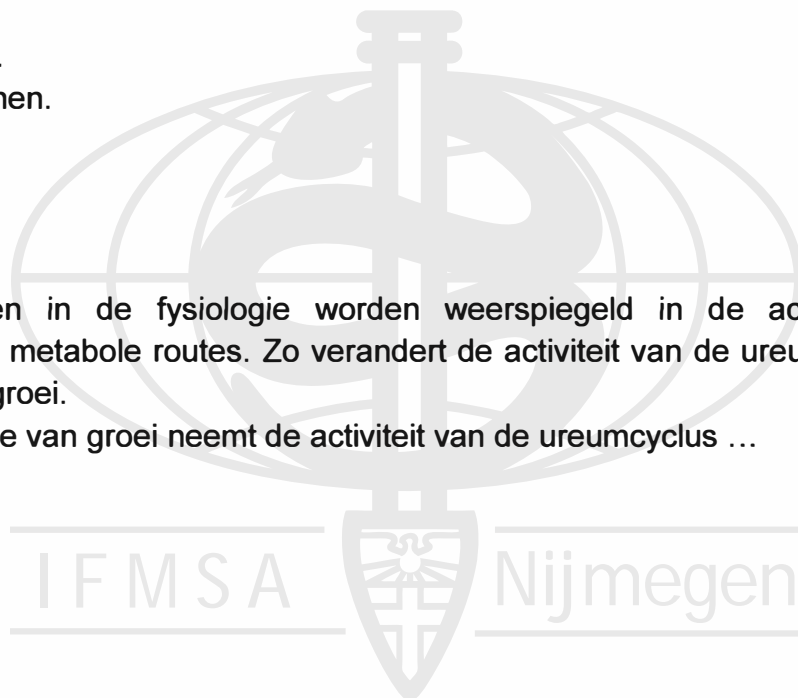 .
nen.
en in de fysiologie worden weerspiegeld in de ac
metabole routes. Zo verandert de activiteit van de ureu
groei.
e van groei neemt de activiteit van de ureumcyclus …
IFMSA Nijmegen